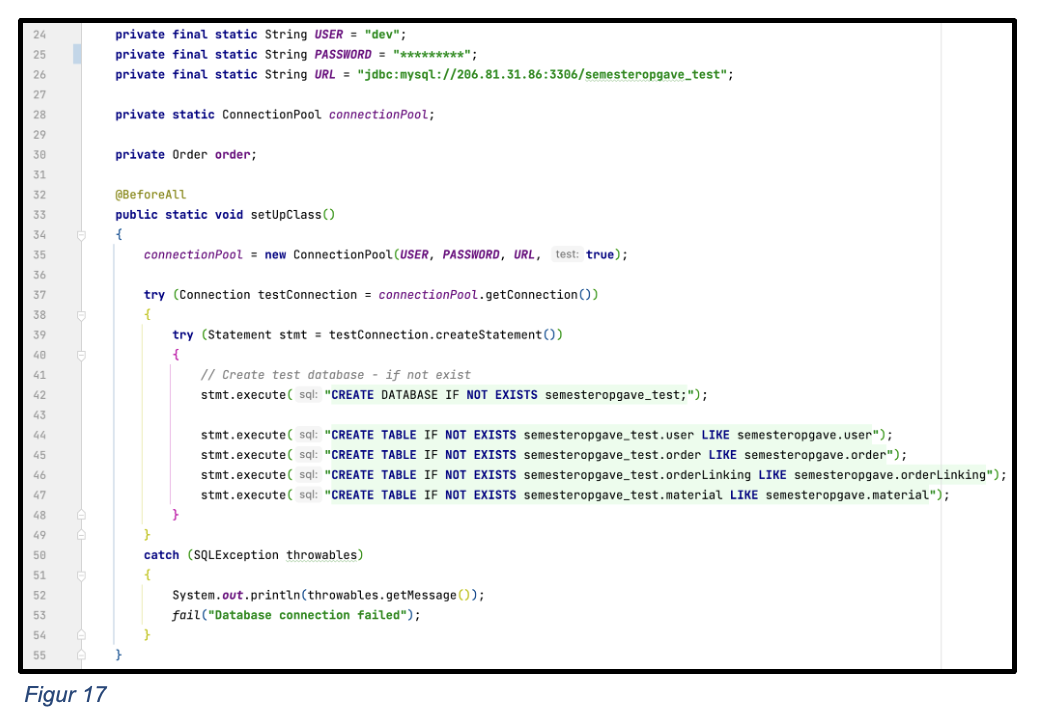 24 private final static String USER = "dev";
25 private final static String PASSWORD = "*********";
26 private final static String URL = "jdbc:mysql://206.81.31.86:3306/semesteropgave_test";
27
28 private static ConnectionPool connectionPool;
29
30 private Order order;
31
32 @BeforeAll
33 public static void setUpClass()
34 {
35 connectionPool = new ConnectionPool(USER, PASSWORD, URL, test: true);
36
37 try (Connection testConnection = connectionPool.getConnection())
38 {
39 try (Statement stmt = testConnection.createStatement())
40 {
41 // Create test database - if not exist
42 stmt.execute( sql: "CREATE DATABASE IF NOT EXISTS semesteropgave_test;");
43
44 stmt.execute( sql: "CREATE TABLE IF NOT EXISTS semesteropgave_test.user LIKE semesteropgave.user");
45 stmt.execute( sql: "CREATE TABLE IF NOT EXISTS semesteropgave_test.order LIKE semesteropgave.order");
46 stmt.execute( sql: "CREATE TABLE IF NOT EXISTS semesteropgave_test.orderLinking LIKE semesteropgave.orderLinking");
47 stmt.execute( sql: "CREATE TABLE IF NOT EXISTS semesteropgave_test.material LIKE semesteropgave.material");
48 }
49 }
50 catch (SQLException throwables)
51 {
52 System.out.println(throwables.getMessage());
53 fail("Database connection failed");
54 }
55 }
Figur 17